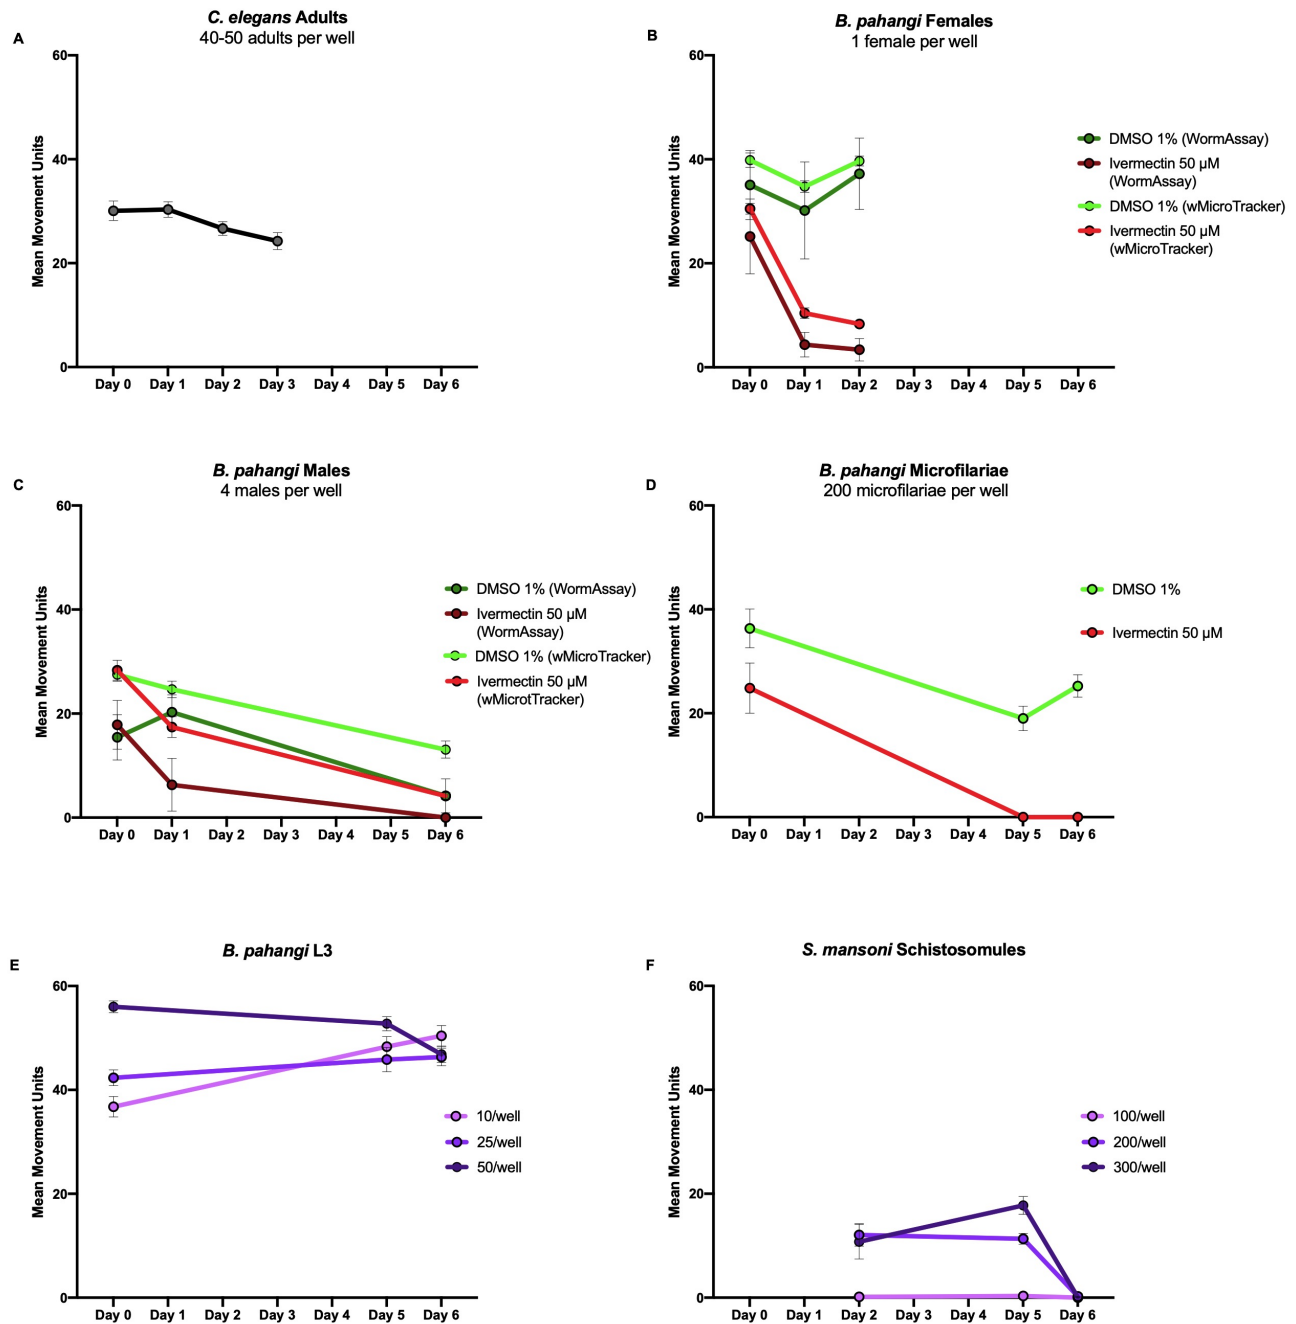 A
C. elegans Adults
40-50 adults per well
Mean Movement Units
60
40
20
0
Day 0 Day 1 Day 2 Day 3 Day 4 Day 5 Day 6
B
B. pahangi Females
1 female per well
Mean Movement Units
60
40
20
0
Day 0 Day 1 Day 2 Day 3 Day 4 Day 5 Day 6
DMSO 1% (WormAssay)
Ivermectin 50 µM
(WormAssay)
DMSO 1% (wMicroTracker)
Ivermectin 50 µM
(wMicroTracker)
C
B. pahangi Males
4 males per well
Mean Movement Units
60
40
20
0
Day 0 Day 1 Day 2 Day 3 Day 4 Day 5 Day 6
DMSO 1% (WormAssay)
Ivermectin 50 µM
(WormAssay)
DMSO 1% (wMicroTracker)
Ivermectin 50 µM
(wMicrotTracker)
D
B. pahangi Microfilariae
200 microfilariae per well
Mean Movement Units
60
40
20
0
Day 0 Day 1 Day 2 Day 3 Day 4 Day 5 Day 6
DMSO 1%
Ivermectin 50 µM
E
B. pahangi L3
Mean Movement Units
60
40
20
0
Day 0 Day 1 Day 2 Day 3 Day 4 Day 5 Day 6
10/well
25/well
50/well
F
S. mansoni Schistosomules
Mean Movement Units
60
40
20
0
Day 0 Day 1 Day 2 Day 3 Day 4 Day 5 Day 6
100/well
200/well
300/well